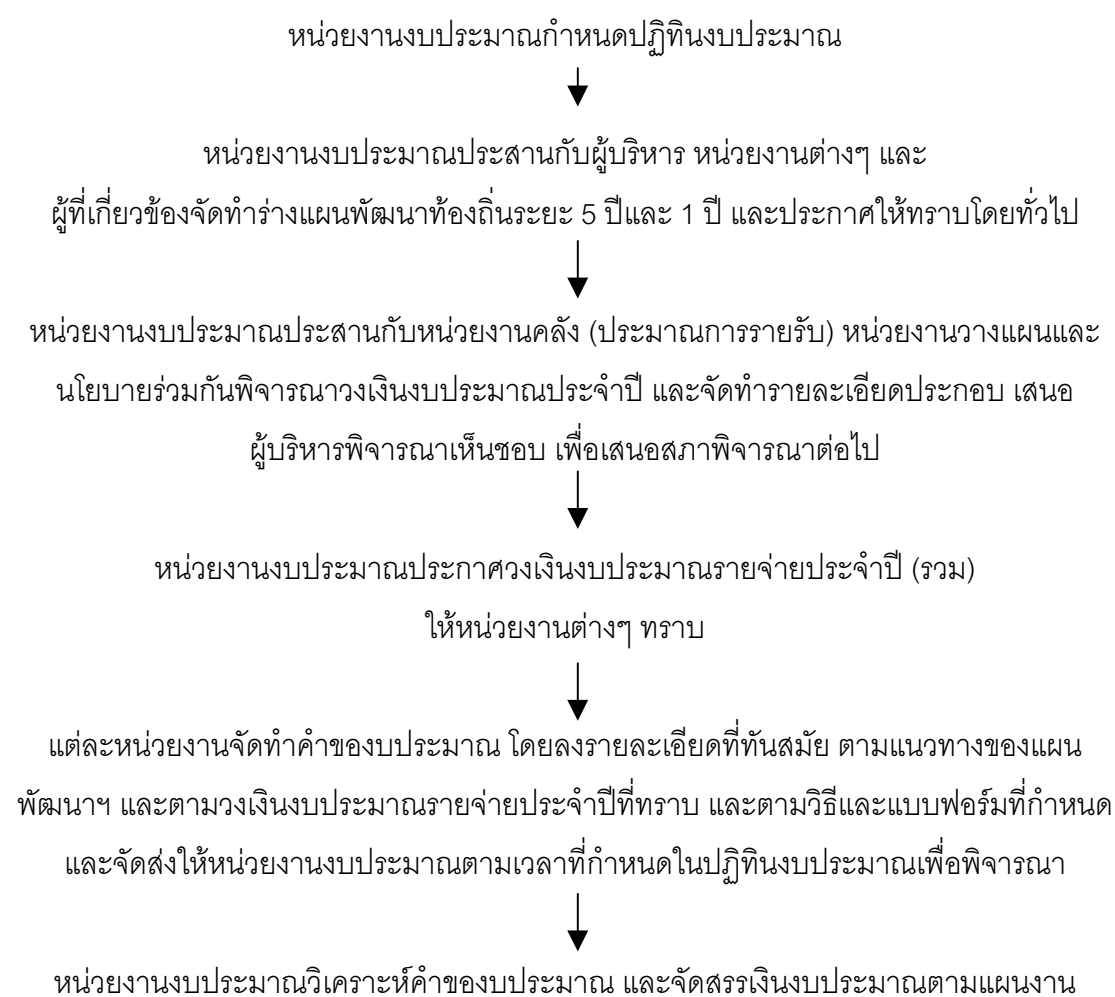 หน่วยงานงบประมาณกำหนดปฏิทินงบประมาณ
หน่วยงานงบประมาณประสานกับผู้บริหาร หน่วยงานต่างๆ และ
ผู้ที่เกี่ยวข้องจัดทำร่างแผนพัฒนาท้องถิ่นระยะ 5 ปีและ 1 ปี และประกาศให้ทราบโดยทั่วไป
หน่วยงานงบประมาณประสานกับหน่วยงานคลัง (ประมาณการรายรับ) หน่วยงานวางแผนและ
นโยบายร่วมกันพิจารณาวงเงินงบประมาณประจำปี และจัดทำรายละเอียดประกอบ เสนอ
ผู้บริหารพิจารณาเห็นชอบ เพื่อเสนอสภาพิจารณาต่อไป
หน่วยงานงบประมาณประกาศวงเงินงบประมาณรายจ่ายประจำปี (รวม)
ให้หน่วยงานต่างๆ ทราบ
แต่ละหน่วยงานจัดทำคำของบประมาณ โดยลงรายละเอียดที่ทันสมัย ตามแนวทางของแผน
พัฒนาฯ และตามวงเงินงบประมาณรายจ่ายประจำปีที่ทราบ และตามวิธีและแบบฟอร์มที่กำหนด
และจัดส่งให้หน่วยงานงบประมาณตามเวลาที่กำหนดในปฏิทินงบประมาณเพื่อพิจารณา
หน่วยงานงบประมาณวิเคราะห์คำของบประมาณ และจัดสรรเงินงบประมาณตามแผนงาน